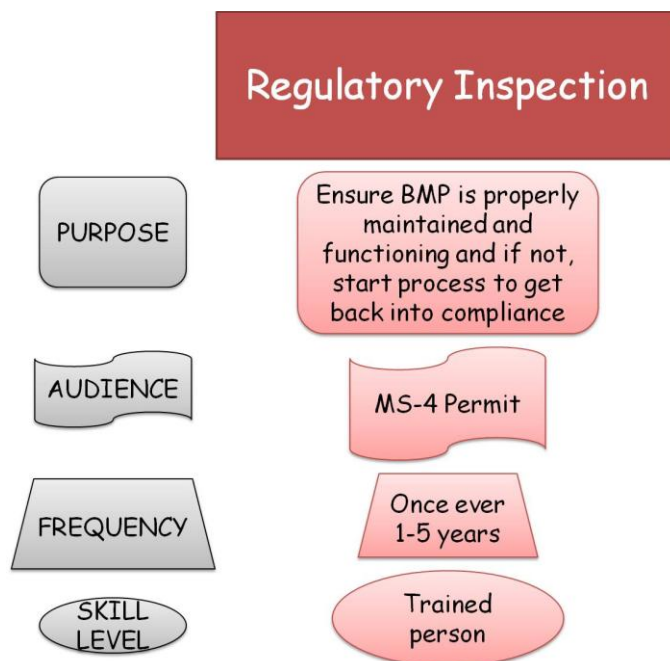 Regulatory Inspection
PURPOSE
Ensure BMP is properly
maintained and
functioning and if not,
start process to get
back into compliance
AUDIENCE
MS-4 Permit
FREQUENCY
Once ever
1-5 years
SKILL
LEVEL
Trained
person